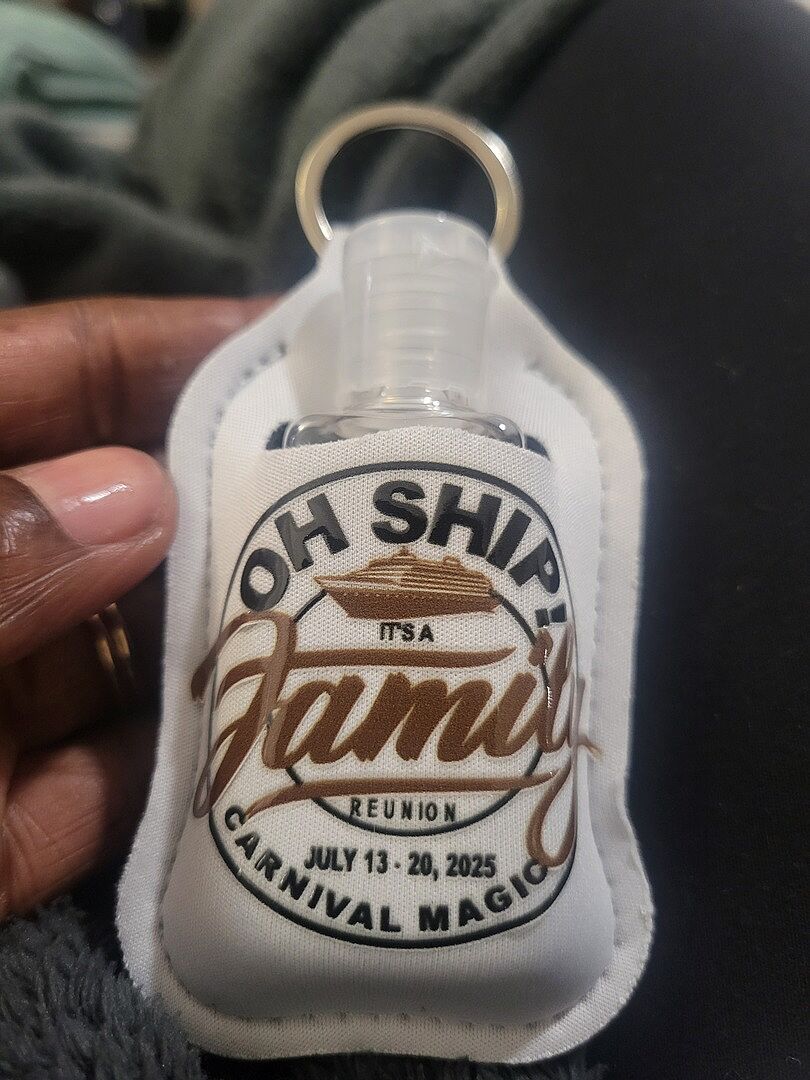 OH SHIP!
IT'S A
Family
REUNION
JULY 13 - 20, 2025
CARNIVAL MAGIC